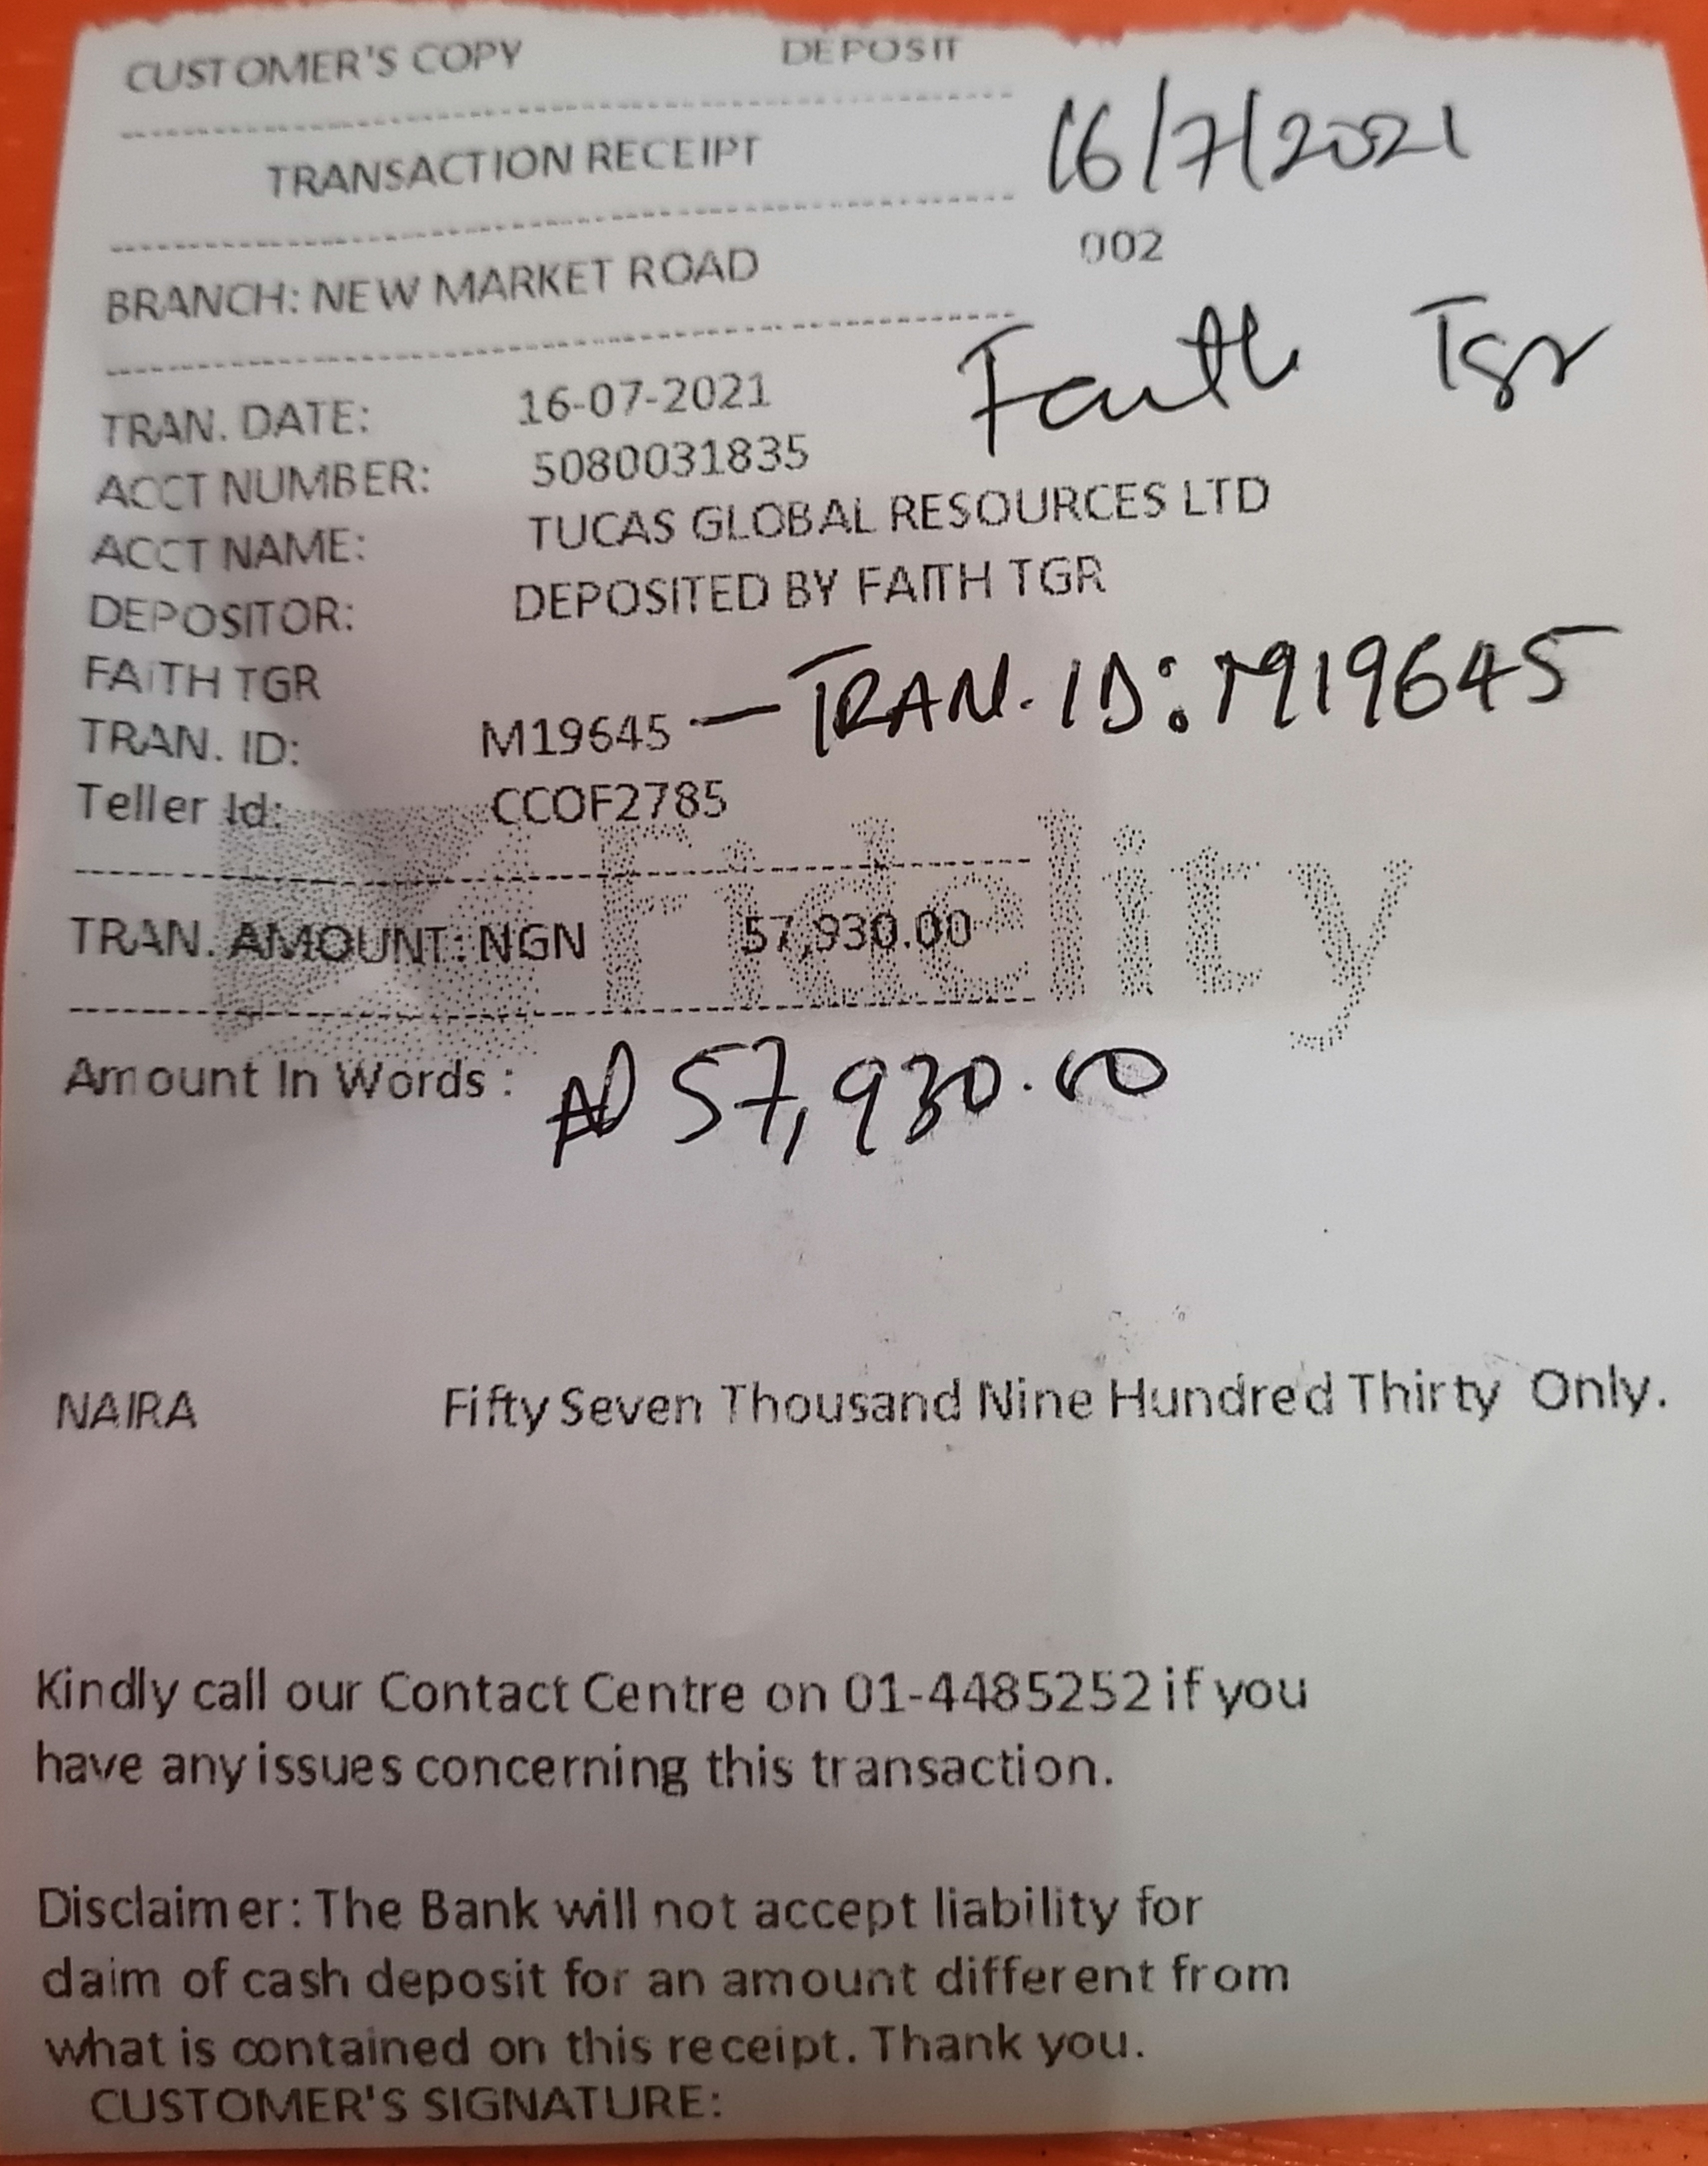 CUSTOMER'S COPY DEPOSIT
TRANSACTION RECEIPT 16/7/2021
BRANCH: NEW MARKET ROAD 002
Faith Tgr
TRAN. DATE: 16-07-2021
ACCT NUMBER: 5080031835
ACCT NAME: TUCAS GLOBAL RESOURCES LTD
DEPOSITOR: DEPOSITED BY FAITH TGR
FAITH TGR
TRAN. ID: M19645 — TRAN. ID: M19645
Teller Id: CCOF2785
Fidelity
TRAN. AMOUNT: NGN 57,930.00
Amount In Words : ₦ 57,930.00
NAIRA Fifty Seven Thousand Nine Hundred Thirty Only.
Kindly call our Contact Centre on 01-4485252 if you
have any issues concerning this transaction.
Disclaimer: The Bank will not accept liability for
claim of cash deposit for an amount different from
what is contained on this receipt. Thank you.
CUSTOMER'S SIGNATURE: